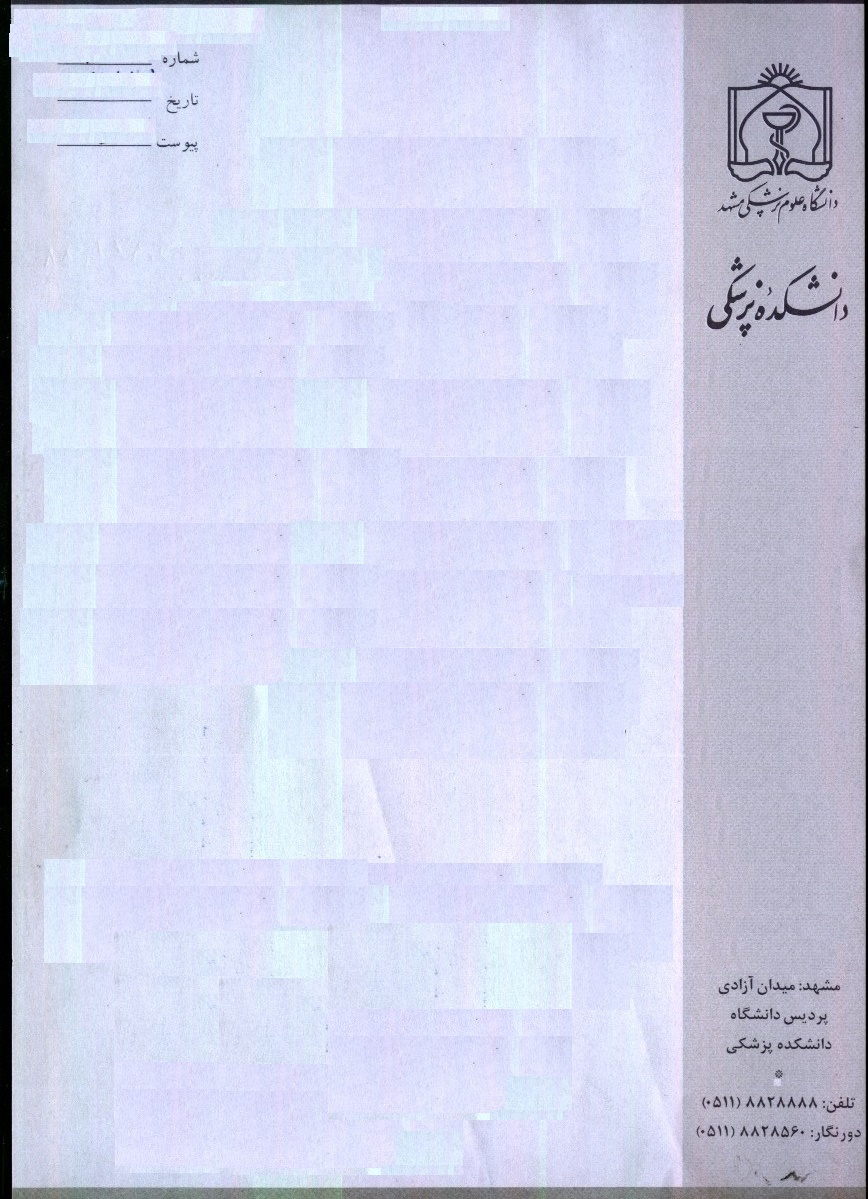 شماره
تاریخ
پیوست
دانشگاه علوم پزشکی مشهد
دانشکده پزشکی
مشهد: میدان آزادی
پردیس دانشگاه
دانشکده پزشکی
تلفن: ۸۸۲۸۸۸۸ (۰۵۱۱)
دورنگار: ۸۸۲۸۵۶۰ (۰۵۱۱)